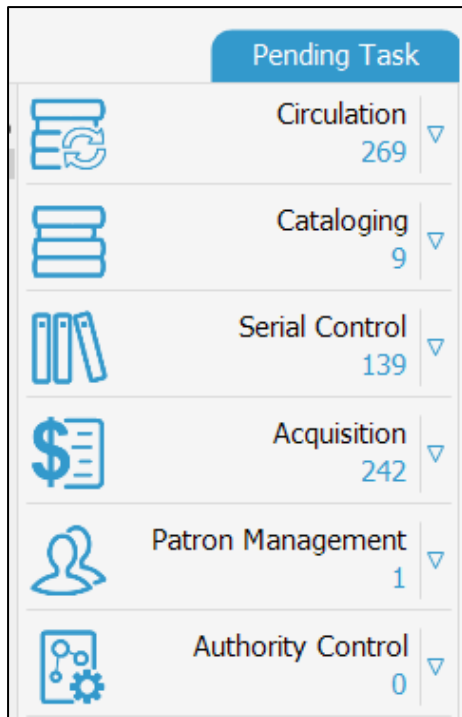 Pending Task
Circulation
269
Cataloging
9
Serial Control
139
Acquisition
242
Patron Management
1
Authority Control
0